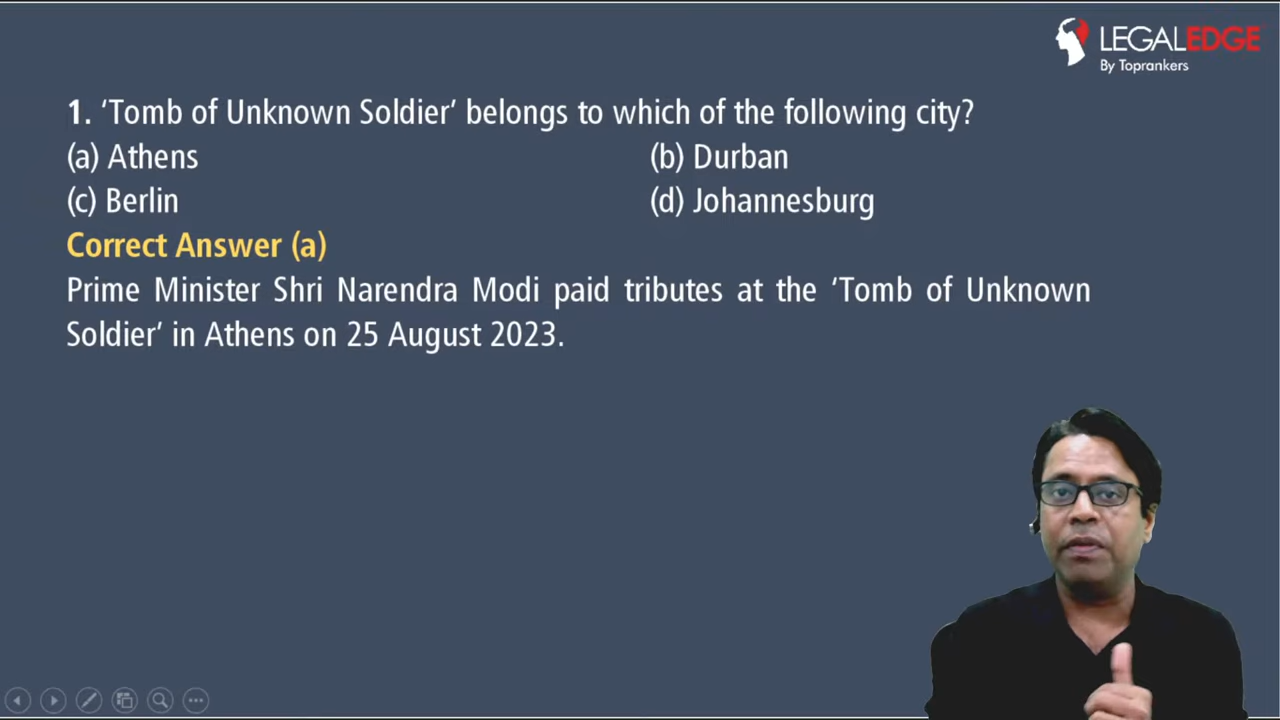 LEGALEDGE
By Toprankers
1. ‘Tomb of Unknown Soldier’ belongs to which of the following city?
(a) Athens (b) Durban
(c) Berlin (d) Johannesburg
Correct Answer (a)
Prime Minister Shri Narendra Modi paid tributes at the ‘Tomb of Unknown
Soldier’ in Athens on 25 August 2023.